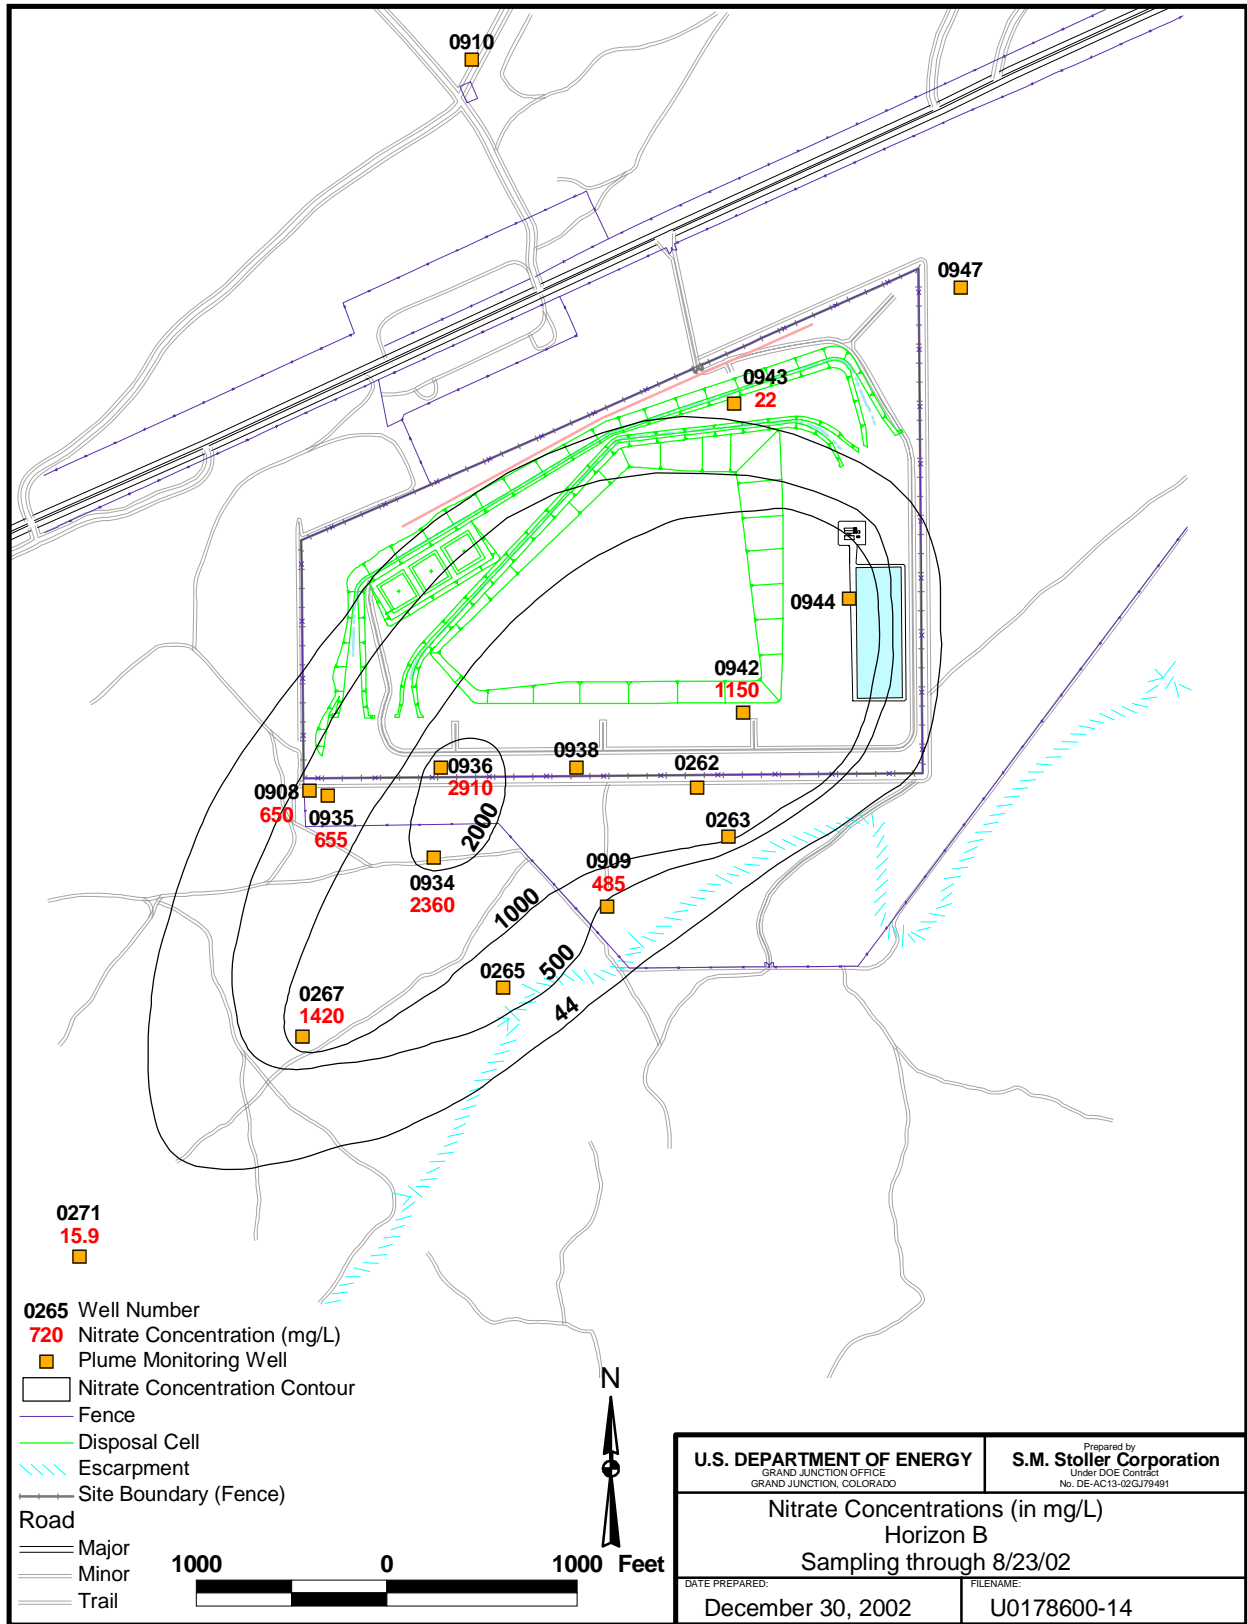 0910
0947
0943
22
0944
0942
1150
0938
0936
2910
0262
0908
650
0935
655
2000
0263
0934
2360
0909
485
1000
500
0265
44
0267
1420
0271
15.9
0265 Well Number
720 Nitrate Concentration (mg/L)
Plume Monitoring Well
Nitrate Concentration Contour
Fence
Disposal Cell
Escarpment
Site Boundary (Fence)
Road
Major
Minor
Trail
N
1000 0 1000 Feet
U.S. DEPARTMENT OF ENERGY
GRAND JUNCTION OFFICE
GRAND JUNCTION, COLORADO
Prepared by
S.M. Stoller Corporation
Under DOE Contract
No. DE-AC13-02GJ79491
Nitrate Concentrations (in mg/L)
Horizon B
Sampling through 8/23/02
DATE PREPARED:
December 30, 2002
FILENAME:
U0178600-14